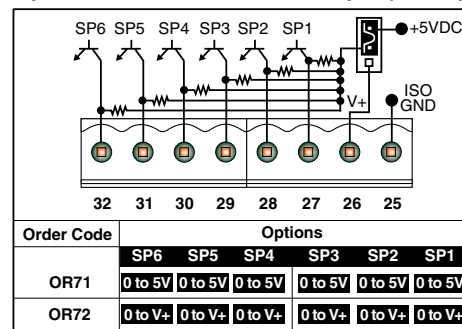 SP6 SP5 SP4 SP3 SP2 SP1
+5VDC
V+
ISO
GND
32 31 30 29 28 27 26 25
Order Code Options
SP6 SP5 SP4 SP3 SP2 SP1
OR71 0 to 5V 0 to 5V 0 to 5V 0 to 5V 0 to 5V 0 to 5V
OR72 0 to V+ 0 to V+ 0 to V+ 0 to V+ 0 to V+ 0 to V+